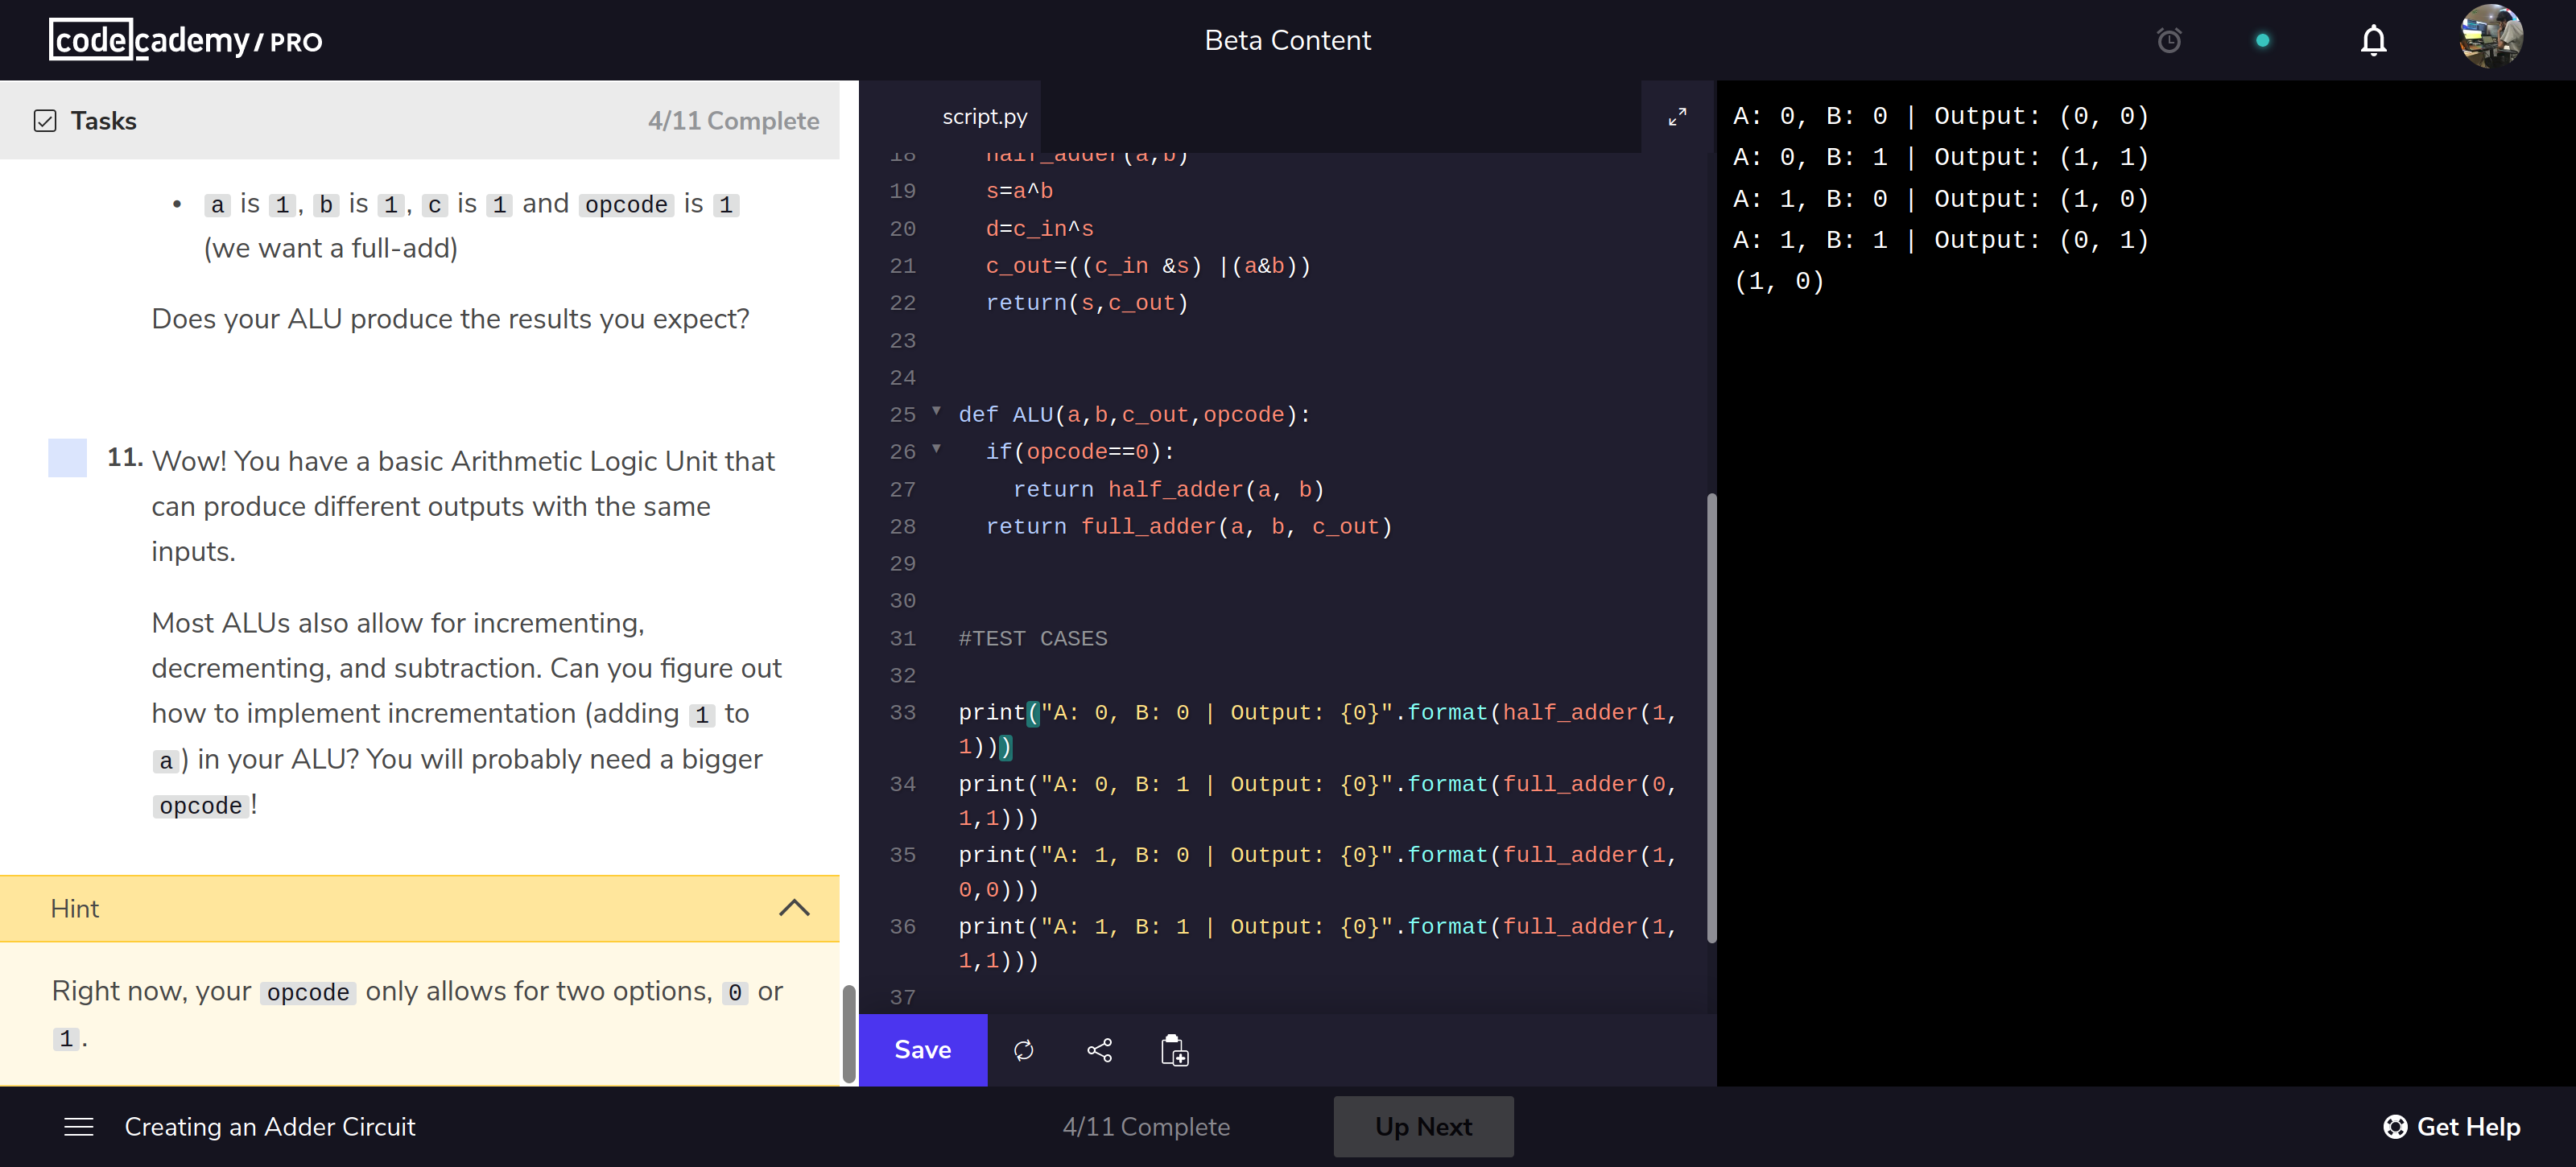 codecademy/PRO
Beta Content
Tasks
4/11 Complete
• a is 1, b is 1, c is 1 and opcode is 1
(we want a full-add)
Does your ALU produce the results you expect?
11. Wow! You have a basic Arithmetic Logic Unit that
can produce different outputs with the same
inputs.
Most ALUs also allow for incrementing,
decrementing, and subtraction. Can you figure out
how to implement incrementation (adding 1 to
a) in your ALU? You will probably need a bigger
opcode!
Hint
Right now, your opcode only allows for two options, 0 or
1.
script.py
18 half_adder(a,b)
19 s=a^b
20 d=c_in^s
21 c_out=((c_in &s) |(a&b))
22 return(s,c_out)
23
24
25 def ALU(a,b,c_out,opcode):
26 if(opcode==0):
27 return half_adder(a, b)
28 return full_adder(a, b, c_out)
29
30
31 #TEST CASES
32
33 print("A: 0, B: 0 | Output: {0}".format(half_adder(1,
1)))
34 print("A: 0, B: 1 | Output: {0}".format(full_adder(0,
1,1)))
35 print("A: 1, B: 0 | Output: {0}".format(full_adder(1,
0,0)))
36 print("A: 1, B: 1 | Output: {0}".format(full_adder(1,
1,1)))
37
Save
A: 0, B: 0 | Output: (0, 0)
A: 0, B: 1 | Output: (1, 1)
A: 1, B: 0 | Output: (1, 0)
A: 1, B: 1 | Output: (0, 1)
(1, 0)
Creating an Adder Circuit
4/11 Complete
Up Next
Get Help